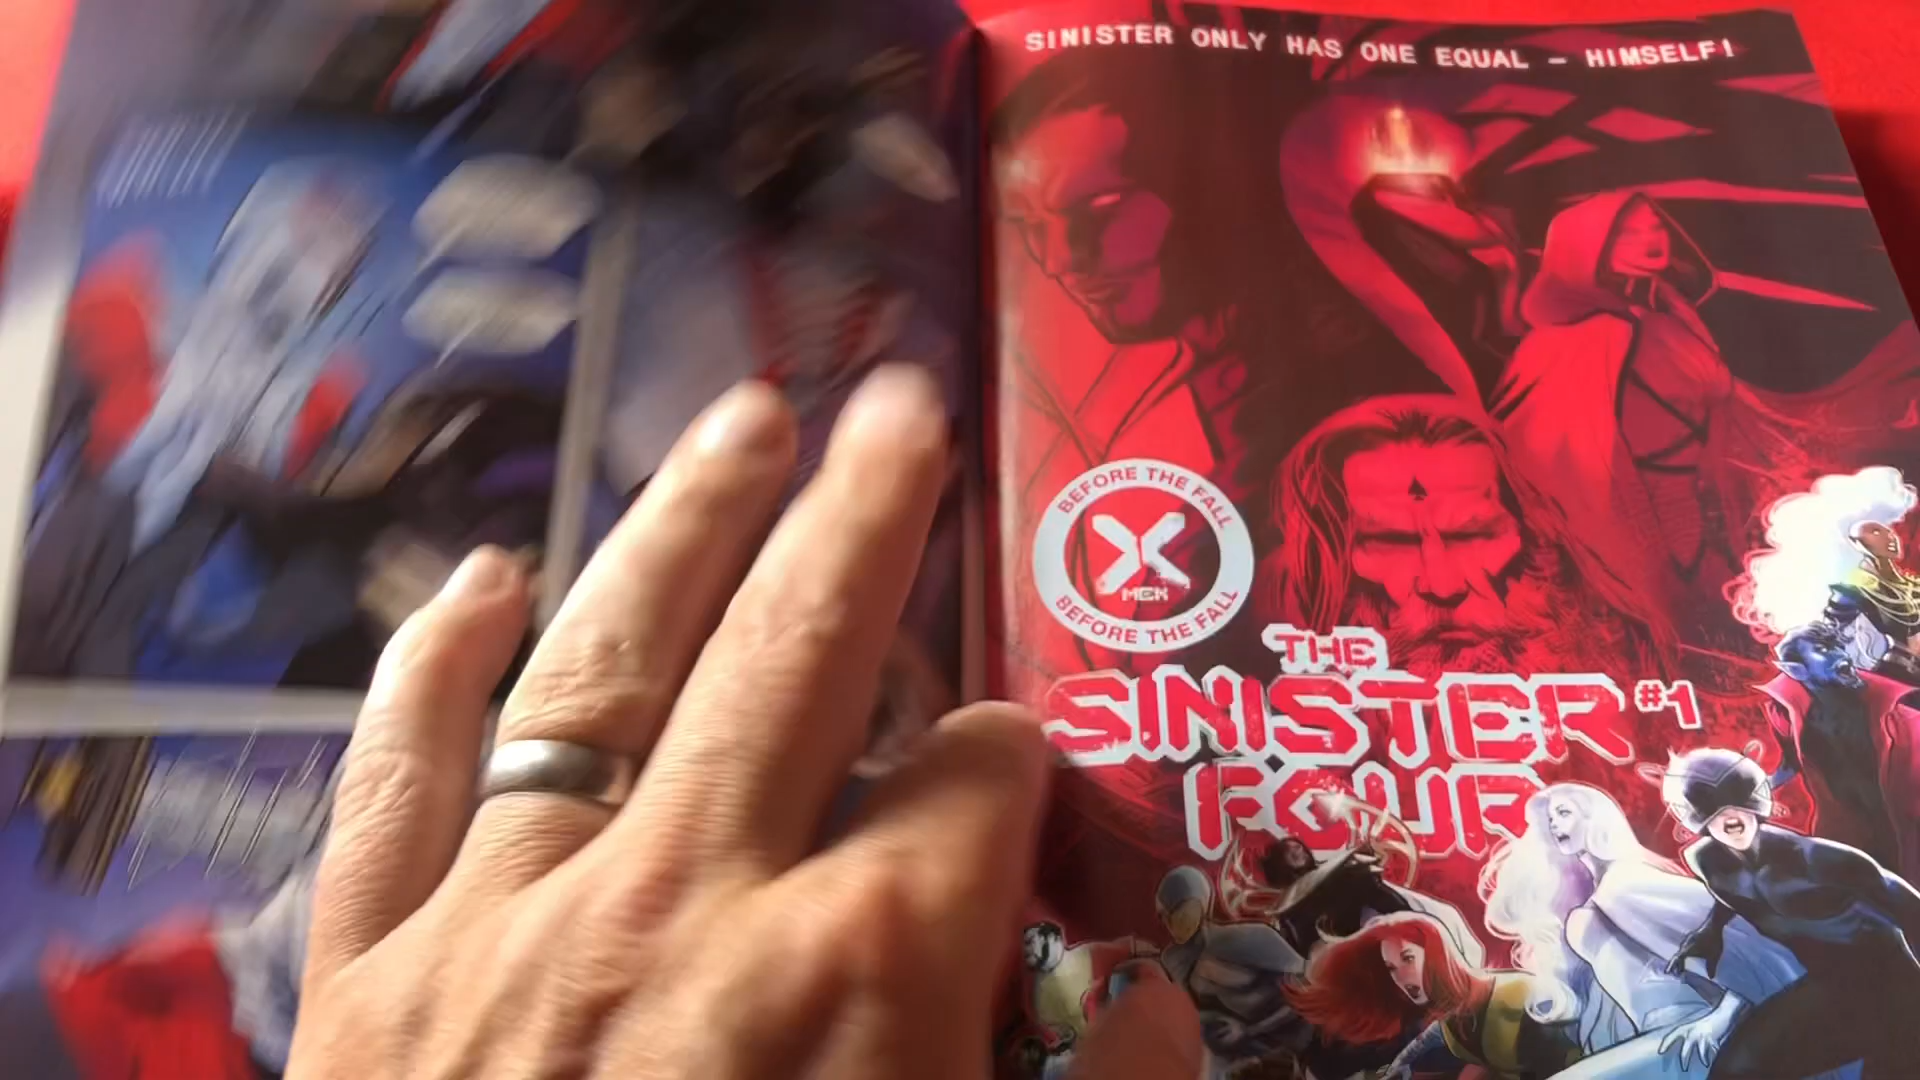 SINISTER ONLY HAS ONE EQUAL – HIMSELF!
BEFORE THE FALL
X
MEN
BEFORE THE FALL
THE
SINISTER #1
FOUR